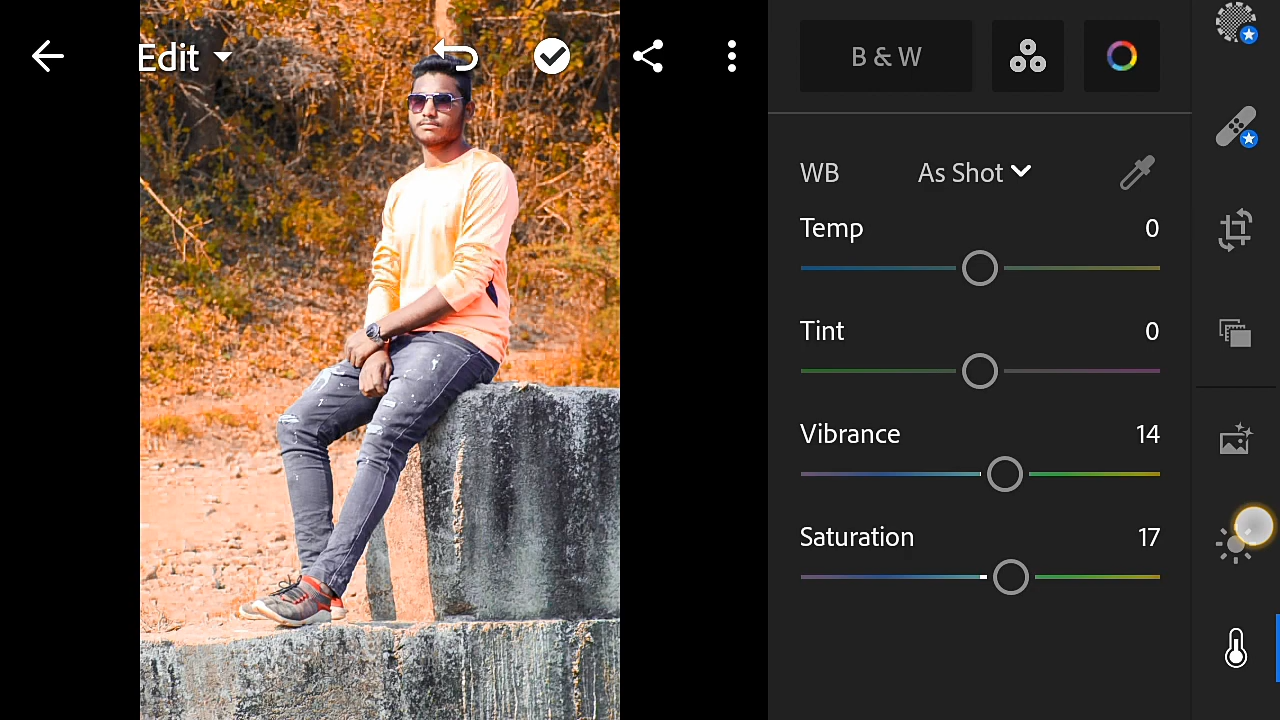 Edit
B & W
WB As Shot
Temp 0
Tint 0
Vibrance 14
Saturation 17